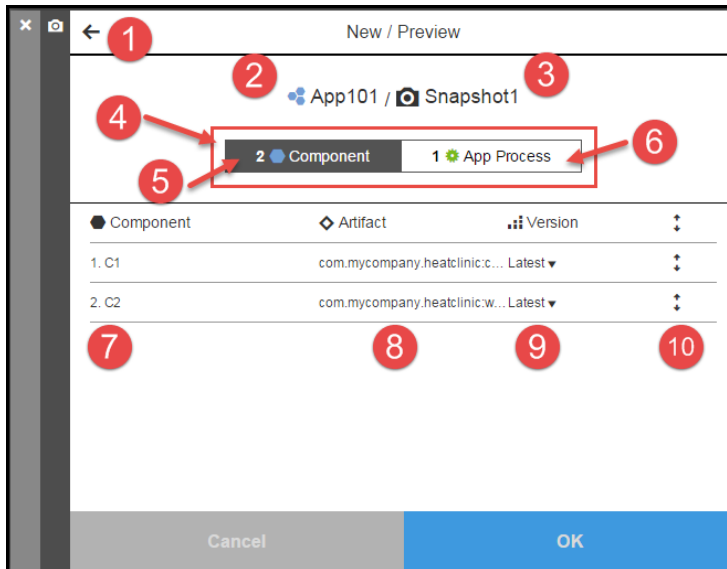 New / Preview
1
2
3
App101 / Snapshot1
4
5
6
2 Component 1 App Process
Component Artifact Version
1. C1 com.mycompany.heatclinic:c... Latest
2. C2 com.mycompany.heatclinic:w... Latest
7 8 9 10
Cancel OK